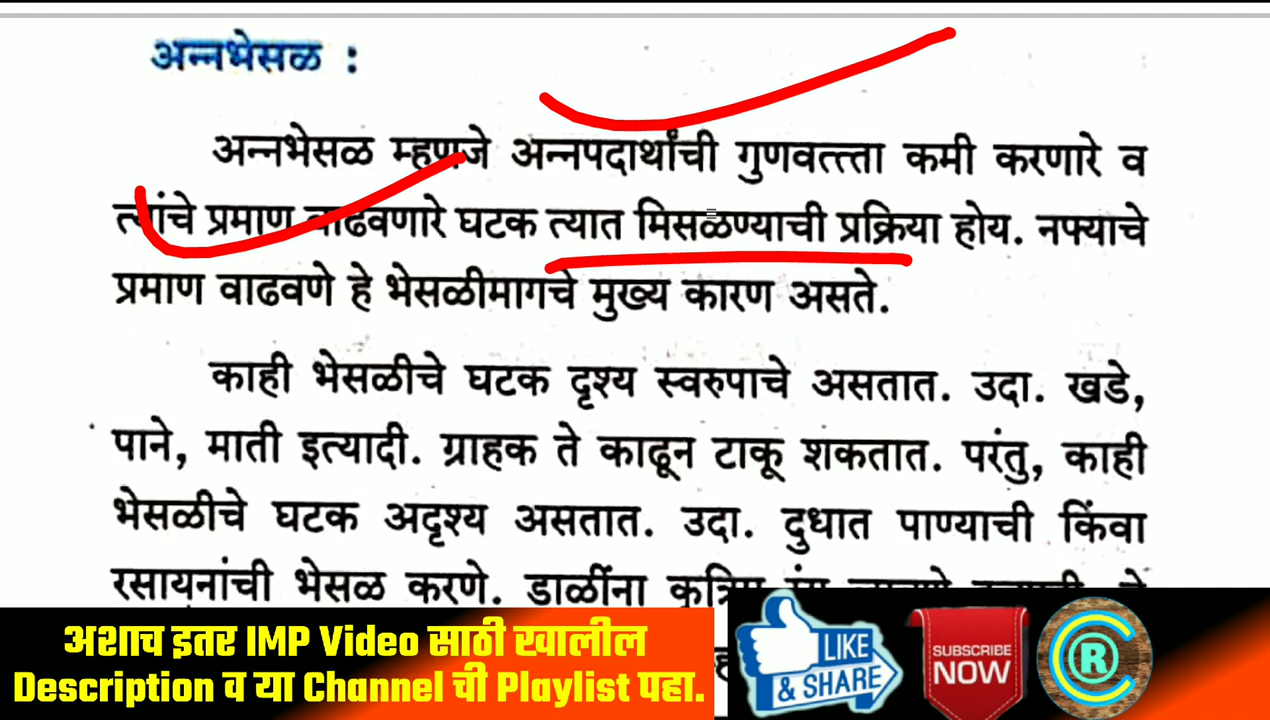 अन्नभेसळ :
अन्नभेसळ म्हणजे अन्नपदार्थांची गुणवत्त्ता कमी करणारे व
त्यांचे प्रमाण वाढवणारे घटक त्यात मिसळण्याची प्रक्रिया होय. नफ्याचे
प्रमाण वाढवणे हे भेसळीमागचे मुख्य कारण असते.
काही भेसळीचे घटक दृश्य स्वरुपाचे असतात. उदा. खडे,
पाने, माती इत्यादी. ग्राहक ते काढून टाकू शकतात. परंतु, काही
भेसळीचे घटक अदृश्य असतात. उदा. दुधात पाण्याची किंवा
रसायनांची भेसळ करणे. डाळींना कृत्रिम रंग
अशाच इतर IMP Video साठी खालील
Description व या Channel ची Playlist पहा.
LIKE
& SHARE
SUBSCRIBE
NOW
R